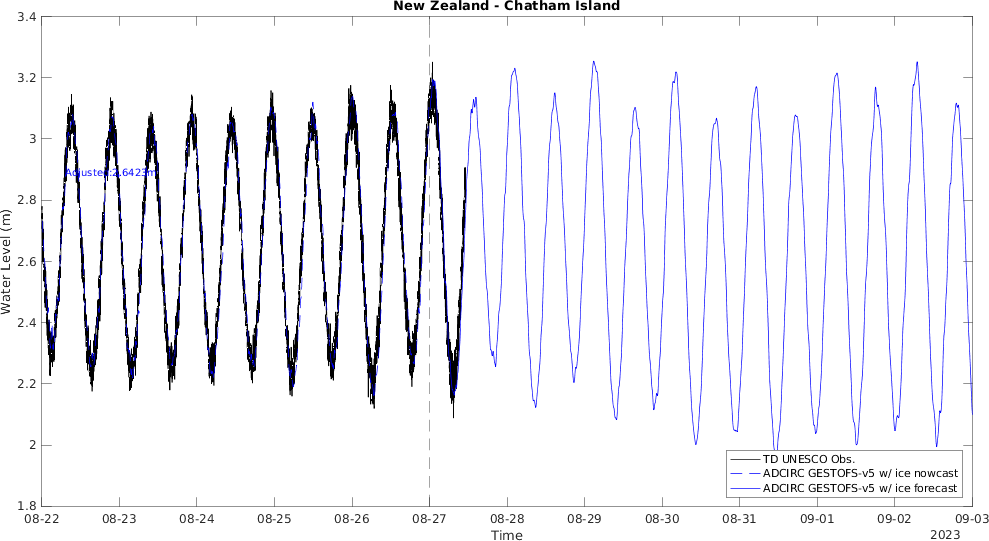 New Zealand - Chatham Island
3.4
3.2
3
2.8
2.6
2.4
2.2
2
1.8
Water Level (m)
Adjusted:2.6423m
TD UNESCO Obs.
ADCIRC GESTOFS-v5 w/ ice nowcast
ADCIRC GESTOFS-v5 w/ ice forecast
08-22 08-23 08-24 08-25 08-26 08-27 08-28 08-29 08-30 08-31 09-01 09-02 09-03
Time
2023